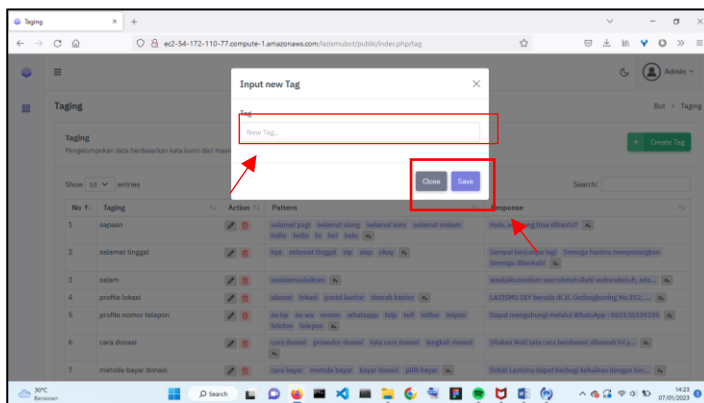 Taging
ec2-54-172-110-77.compute-1.amazonaws.com/lazismubot/public/index.php/tag
Admin
Input new Tag
Tag
New Tag..
Close Save
Taging
Bot Taging
Taging
Pengelompokan data berdasarkan kata kunci dari
Create Tag
Show 10 entries
Search:
No Taging Action Pattern Response
1 sapaan selamat pagi selamat siang selamat sore selamat malam
hallo hello hi hei halo
bisa dibantu?
2 selamat tinggal bye selamat tinggal sip okay
Sampai berjumpa lagi Semoga harimu menyenangkan
Semoga diberkahi
3 salam assalamualaikum waalaikumsalam warrahmatullahi wabarakatuh, ada...
4 profile lokasi alamat lokasi posisi kantor daerah kantor LAZISMU DIY berada di Jl. Gedongkuning No.152, ...
5 profile nomor telepon no hp no wa nomor whatsapp telp telf telfon telpon
telefon telepon
Dapat mengubungi melalui WhatsApp :
6 cara donasi cara donasi prosedur donasi tata cara donasi langkah donasi
Silakan ikuti tata cara berdonasi dibawah ini
7 metode bayar donasi cara bayar metode bayar bayar donasi pilih bayar Sobat Lazismu dapat berbagi kebaikan dengan ber...
30°C
Berawan
Search
14:23
07/01/2023